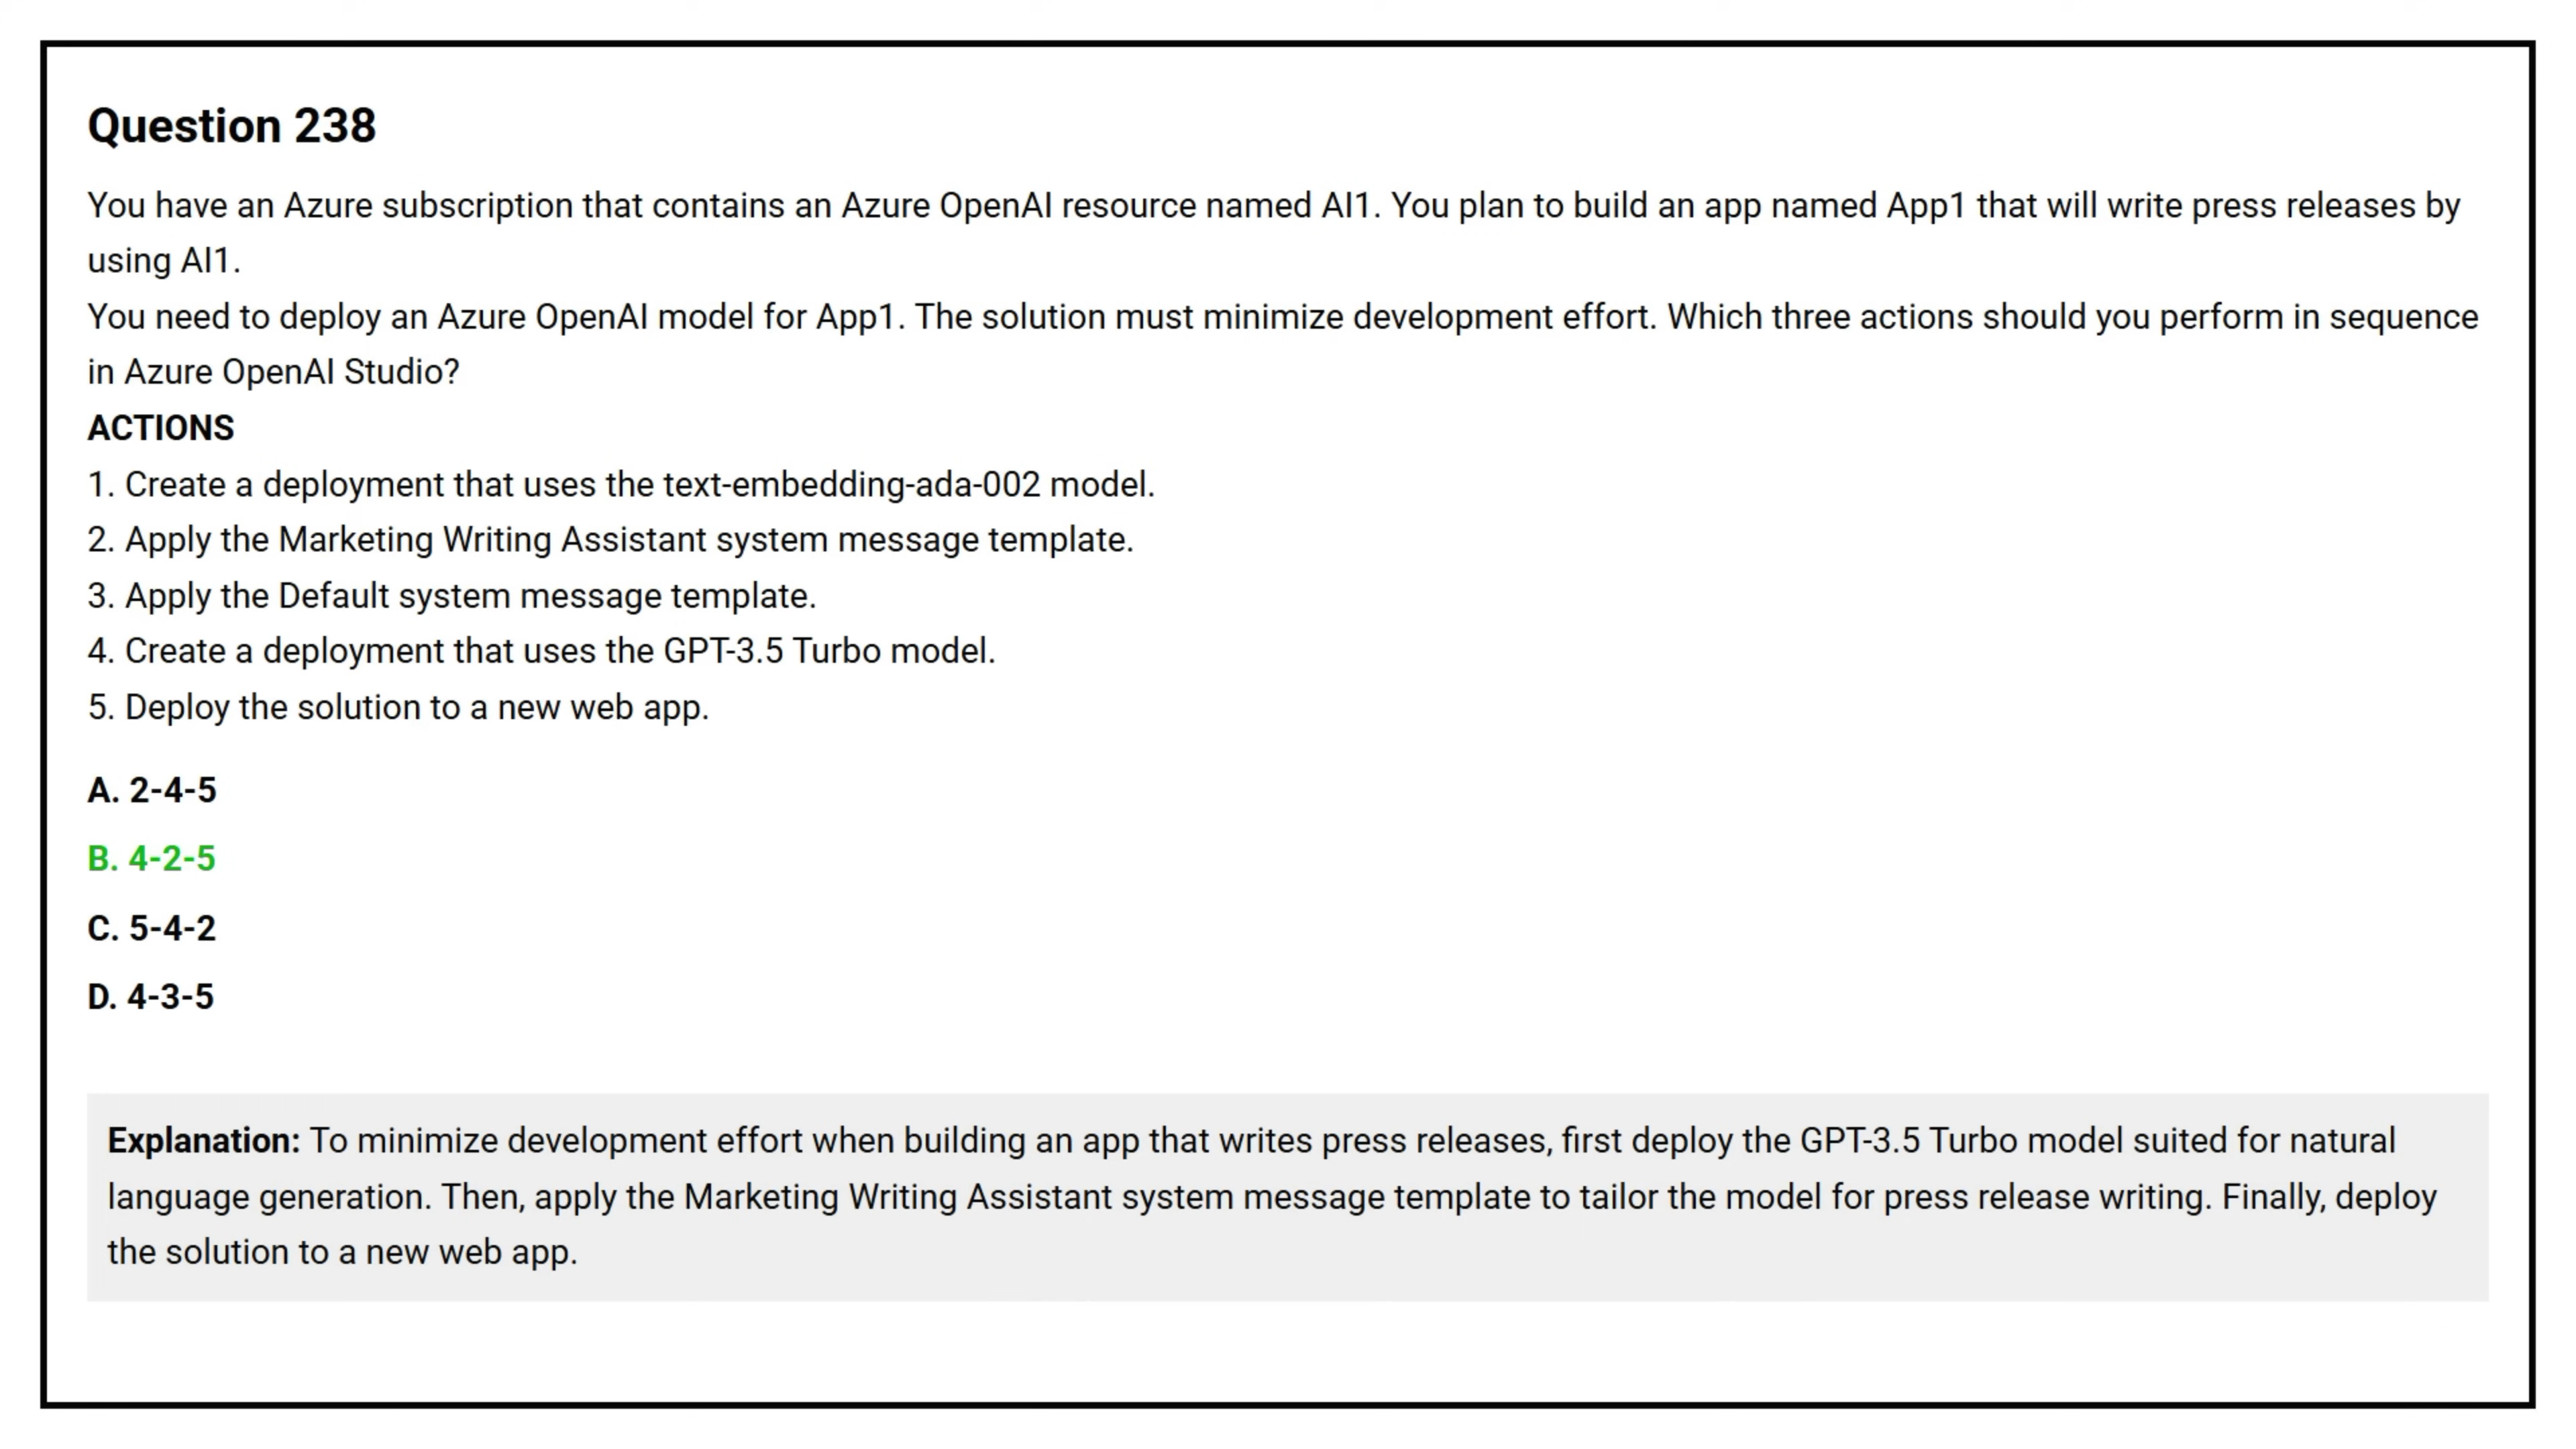 Question 238
You have an Azure subscription that contains an Azure OpenAI resource named AI1. You plan to build an app named App1 that will write press releases by
using AI1.
You need to deploy an Azure OpenAI model for App1. The solution must minimize development effort. Which three actions should you perform in sequence
in Azure OpenAI Studio?
ACTIONS
1. Create a deployment that uses the text-embedding-ada-002 model.
2. Apply the Marketing Writing Assistant system message template.
3. Apply the Default system message template.
4. Create a deployment that uses the GPT-3.5 Turbo model.
5. Deploy the solution to a new web app.
A. 2-4-5
B. 4-2-5
C. 5-4-2
D. 4-3-5
Explanation: To minimize development effort when building an app that writes press releases, first deploy the GPT-3.5 Turbo model suited for natural
language generation. Then, apply the Marketing Writing Assistant system message template to tailor the model for press release writing. Finally, deploy
the solution to a new web app.